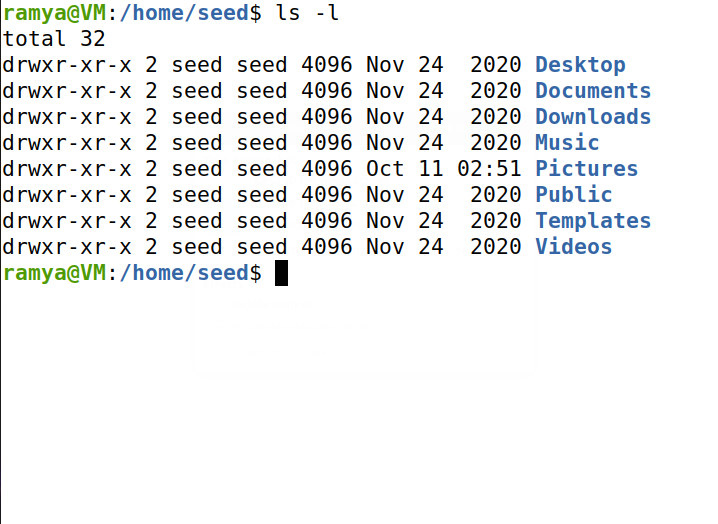 ramya@VM:/home/seed$ ls -l
total 32
drwxr-xr-x 2 seed seed 4096 Nov 24  2020 Desktop
drwxr-xr-x 2 seed seed 4096 Nov 24  2020 Documents
drwxr-xr-x 2 seed seed 4096 Nov 24  2020 Downloads
drwxr-xr-x 2 seed seed 4096 Nov 24  2020 Music
drwxr-xr-x 2 seed seed 4096 Oct 11 02:51 Pictures
drwxr-xr-x 2 seed seed 4096 Nov 24  2020 Public
drwxr-xr-x 2 seed seed 4096 Nov 24  2020 Templates
drwxr-xr-x 2 seed seed 4096 Nov 24  2020 Videos
ramya@VM:/home/seed$